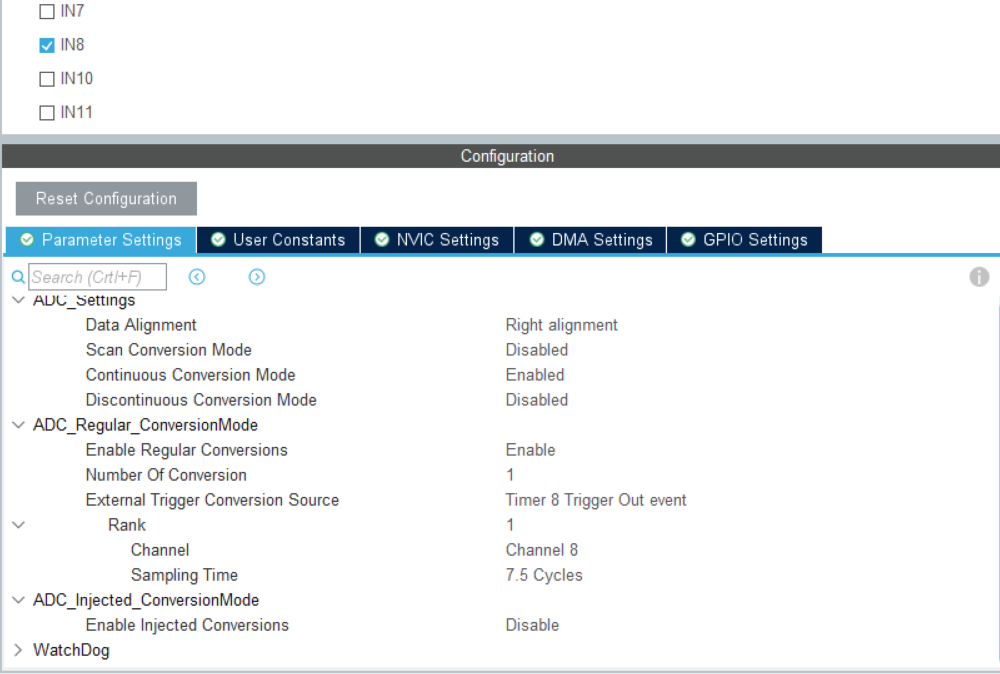 IN7
IN8
IN10
IN11
Configuration
Reset Configuration
Parameter Settings User Constants NVIC Settings DMA Settings GPIO Settings
Search (Crtl+F)
ADC_Settings
Data Alignment Right alignment
Scan Conversion Mode Disabled
Continuous Conversion Mode Enabled
Discontinuous Conversion Mode Disabled
ADC_Regular_ConversionMode
Enable Regular Conversions Enable
Number Of Conversion 1
External Trigger Conversion Source Timer 8 Trigger Out event
Rank 1
Channel Channel 8
Sampling Time 7.5 Cycles
ADC_Injected_ConversionMode
Enable Injected Conversions Disable
WatchDog